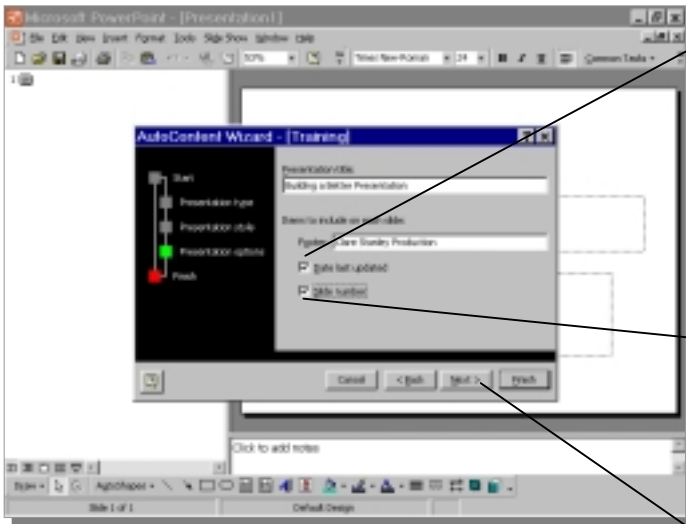 Microsoft PowerPoint - [Presentation1]
File Edit View Insert Format Tools Slide Show Window Help
50% Times New Roman 24 B Common Tasks
1
AutoContent Wizard - [Training]
Start
Presentation type
Presentation style
Presentation options
Finish
Presentation title:
Building a Better Presentation
Items to include on each slide:
Footer: Stanley Production
Date last updated
Slide number
Cancel < Back Next > Finish
Click to add notes
Draw AutoShapes
Slide 1 of 1 Default Design